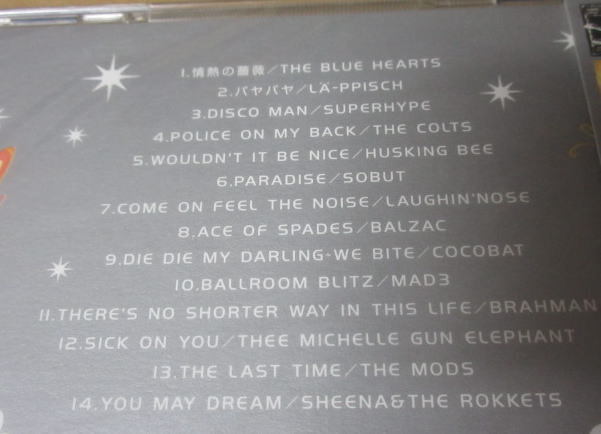 1.情熱の薔薇/THE BLUE HEARTS
2.パヤパヤ/LÄ-PPISCH
3.DISCO MAN/SUPERHYPE
4.POLICE ON MY BACK/THE COLTS
5.WOULDN'T IT BE NICE/HUSKING BEE
6.PARADISE/SOBUT
7.COME ON FEEL THE NOISE/LAUGHIN'NOSE
8.ACE OF SPADES/BALZAC
9.DIE DIE MY DARLING-WE BITE/COCOBAT
10.BALLROOM BLITZ/MAD3
11.THERE'S NO SHORTER WAY IN THIS LIFE/BRAHMAN
12.SICK ON YOU/THEE MICHELLE GUN ELEPHANT
13.THE LAST TIME/THE MODS
14.YOU MAY DREAM/SHEENA&THE ROKKETS